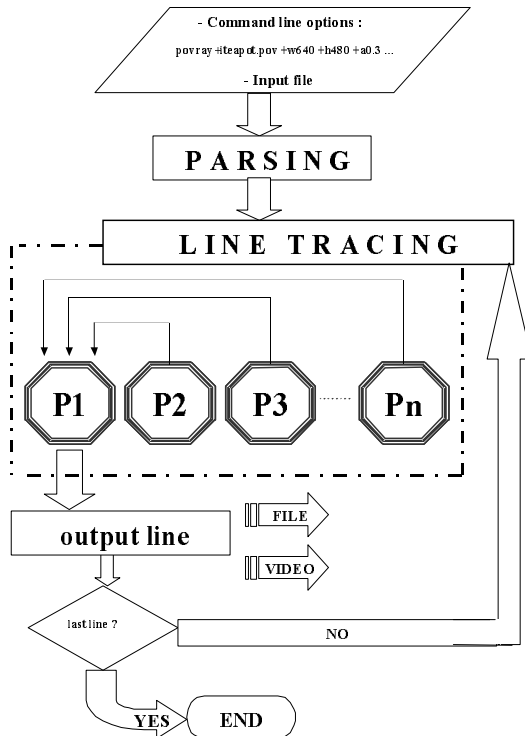 - Command line options :
povray +iteapot.pov +w640 +h480 +a0.3 ...
- Input file
PARSING
LINE TRACING
P1 P2 P3 ........ Pn
output line
FILE
VIDEO
last line ?
NO
YES
END